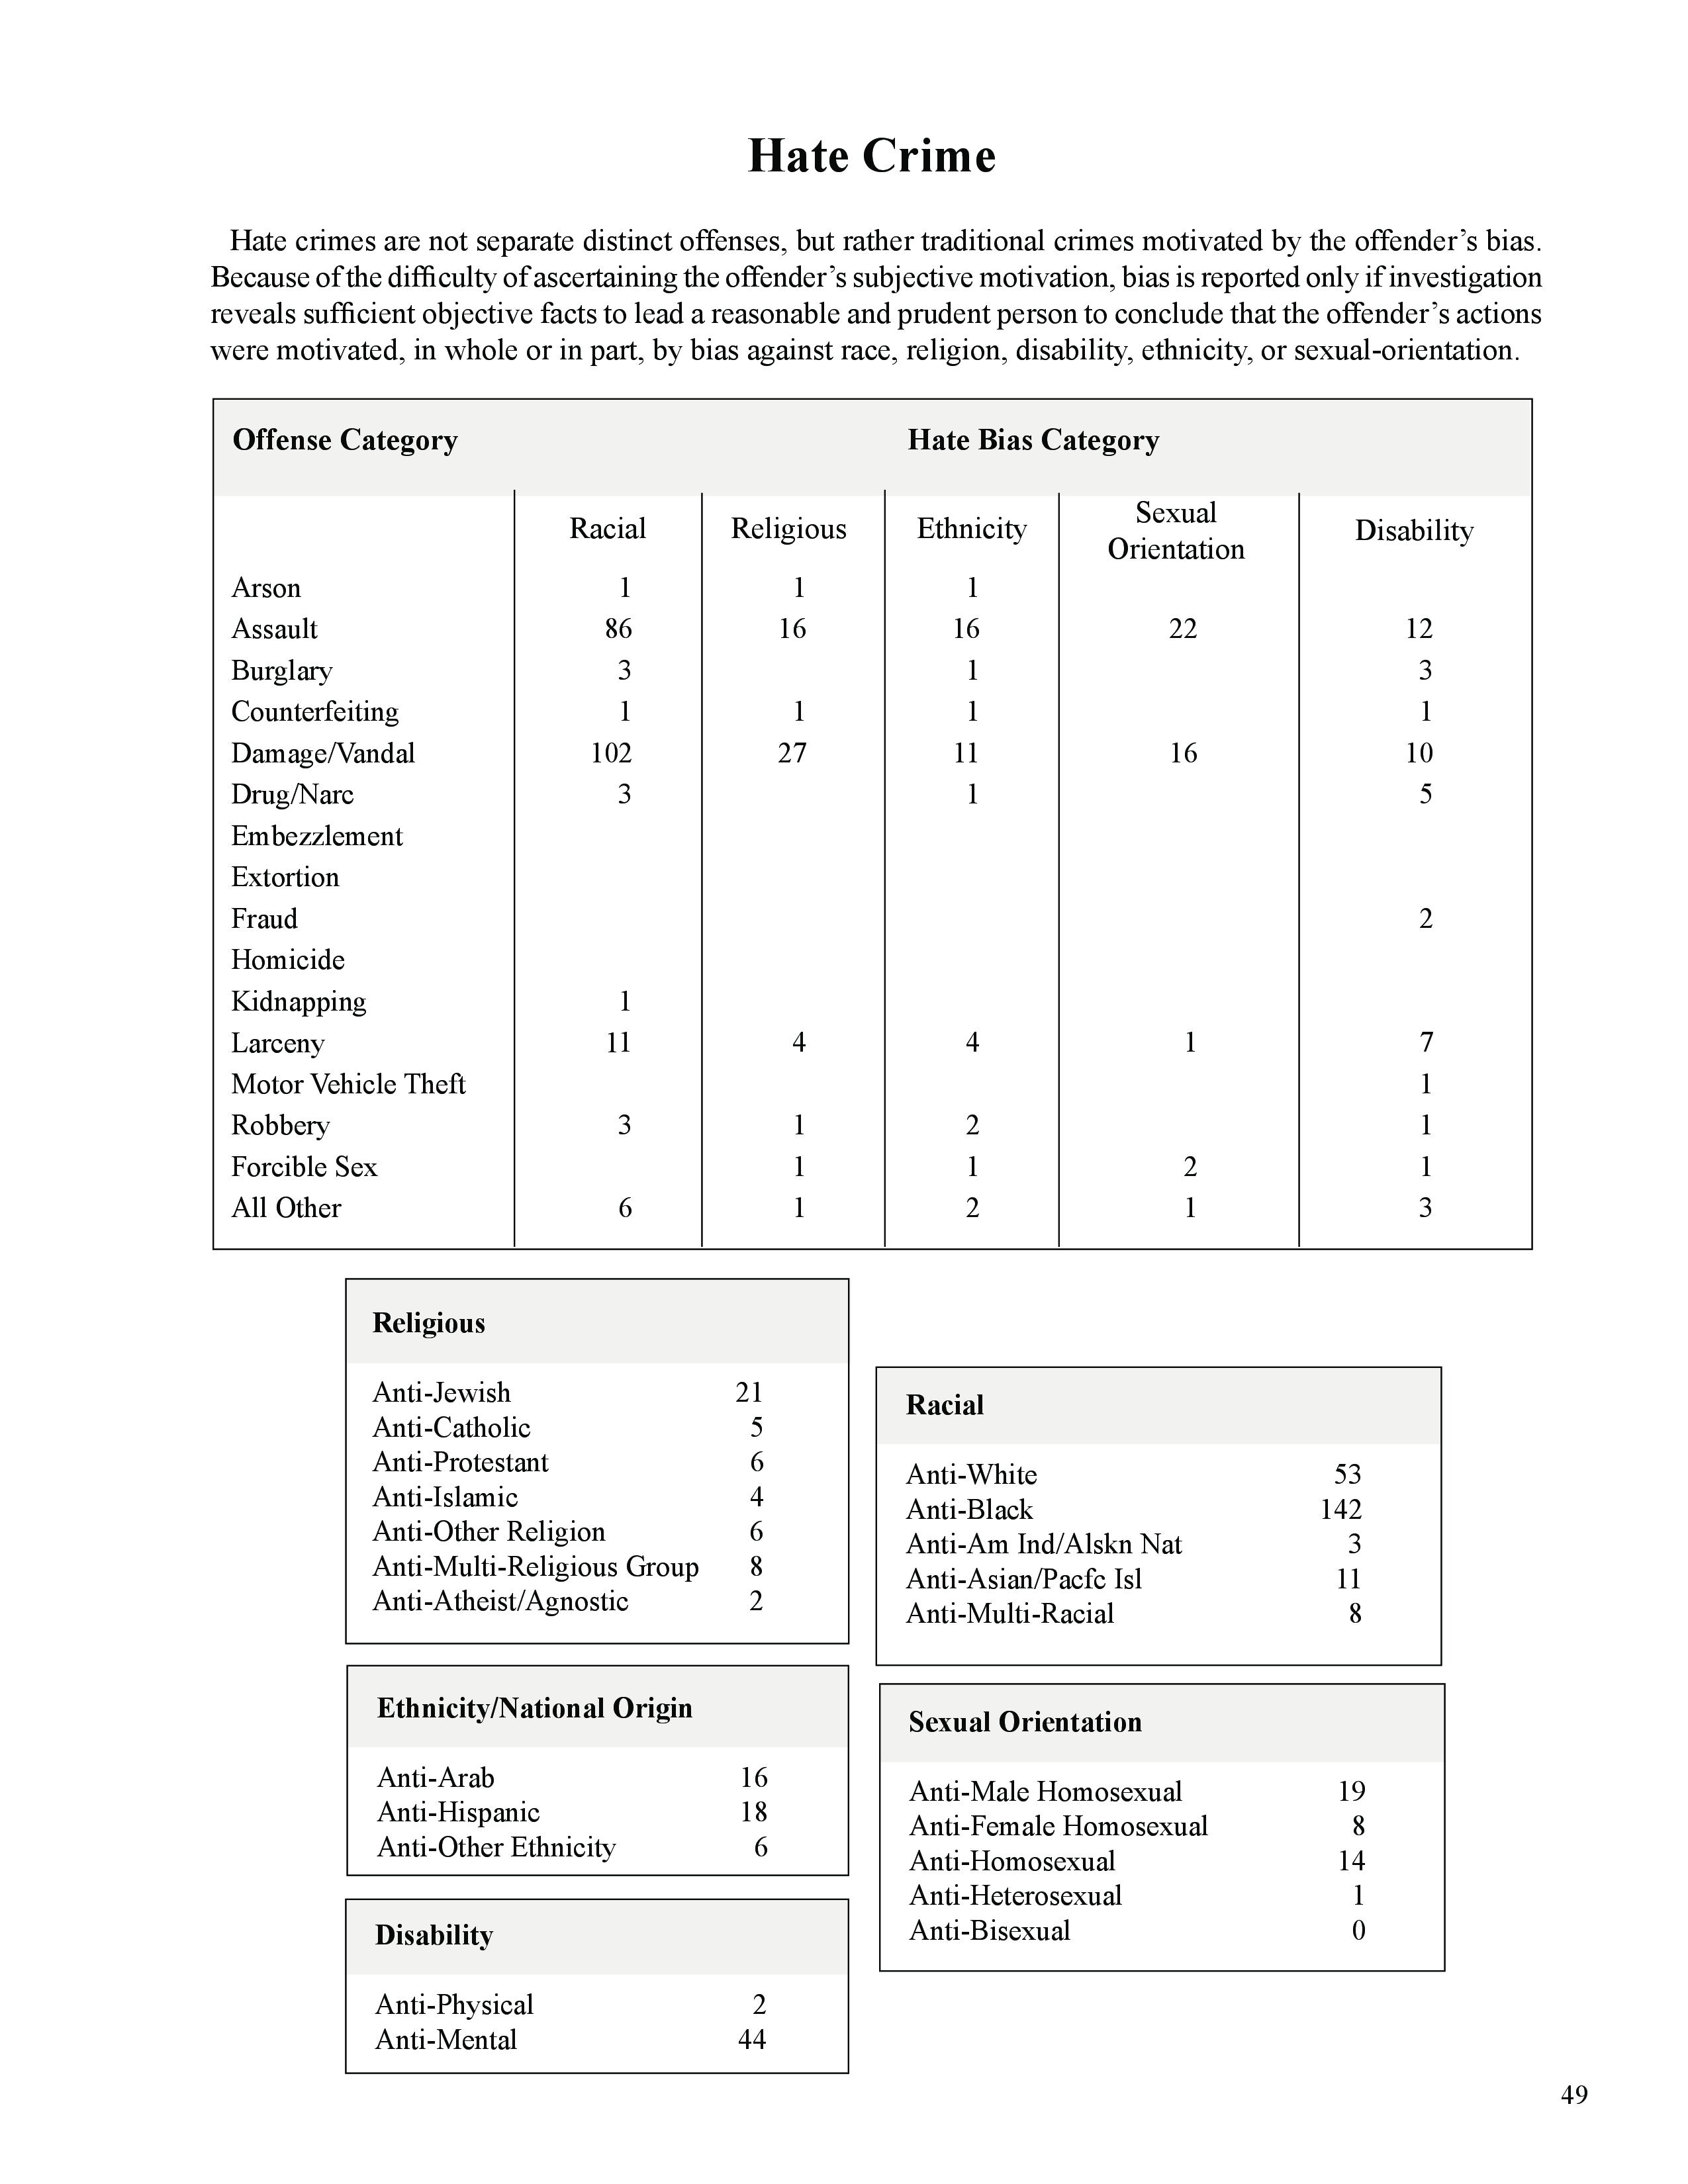 Hate Crime
Hate crimes are not separate distinct offenses, but rather traditional crimes motivated by the offender’s bias.
Because of the difficulty of ascertaining the offender’s subjective motivation, bias is reported only if investigation
reveals sufficient objective facts to lead a reasonable and prudent person to conclude that the offender’s actions
were motivated, in whole or in part, by bias against race, religion, disability, ethnicity, or sexual-orientation.
Offense Category Hate Bias Category
Racial Religious Ethnicity Sexual Orientation Disability
Arson 1 1 1
Assault 86 16 16 22 12
Burglary 3 1 3
Counterfeiting 1 1 1 1
Damage/Vandal 102 27 11 16 10
Drug/Narc 3 1 5
Embezzlement
Extortion
Fraud 2
Homicide
Kidnapping 1
Larceny 11 4 4 1 7
Motor Vehicle Theft 1
Robbery 3 1 2 1
Forcible Sex 1 1 2 1
All Other 6 1 2 1 3
Religious
Anti-Jewish 21
Anti-Catholic 5
Anti-Protestant 6
Anti-Islamic 4
Anti-Other Religion 6
Anti-Multi-Religious Group 8
Anti-Atheist/Agnostic 2
Racial
Anti-White 53
Anti-Black 142
Anti-Am Ind/Alskn Nat 3
Anti-Asian/Pacfc Isl 11
Anti-Multi-Racial 8
Ethnicity/National Origin
Anti-Arab 16
Anti-Hispanic 18
Anti-Other Ethnicity 6
Sexual Orientation
Anti-Male Homosexual 19
Anti-Female Homosexual 8
Anti-Homosexual 14
Anti-Heterosexual 1
Anti-Bisexual 0
Disability
Anti-Physical 2
Anti-Mental 44
49